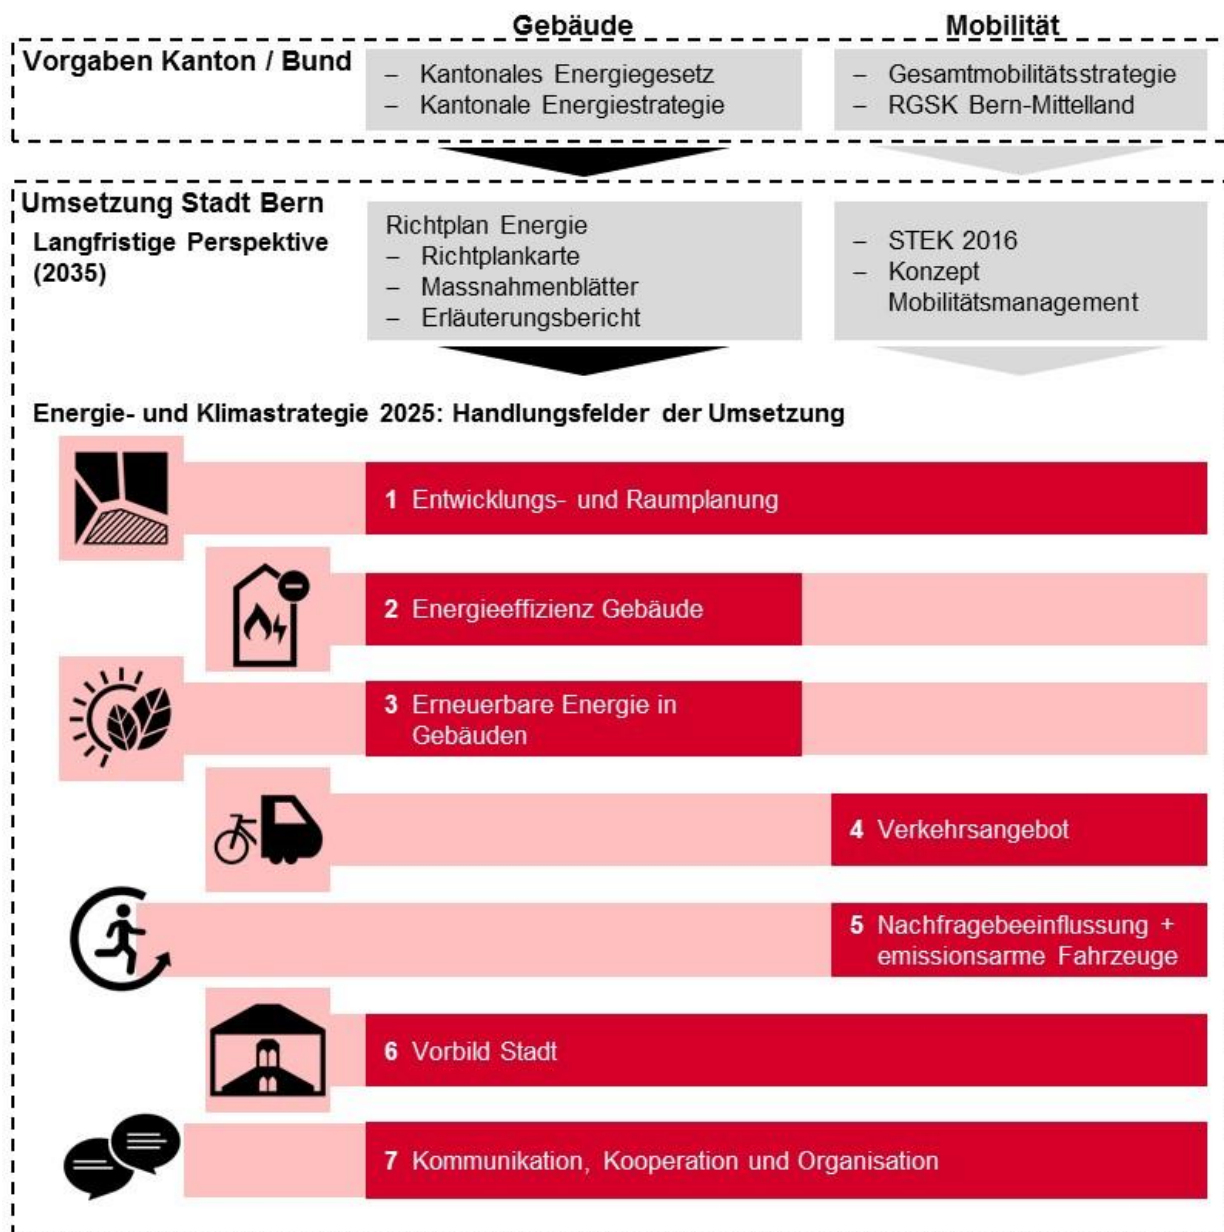 Gebäude
Mobilität
Vorgaben Kanton / Bund
– Kantonales Energiegesetz
– Kantonale Energiestrategie
– Gesamtmobilitätsstrategie
– RGSK Bern-Mittelland
Umsetzung Stadt Bern
Langfristige Perspektive
(2035)
Richtplan Energie
– Richtplankarte
– Massnahmenblätter
– Erläuterungsbericht
– STEK 2016
– Konzept
Mobilitätsmanagement
Energie- und Klimastrategie 2025: Handlungsfelder der Umsetzung
1 Entwicklungs- und Raumplanung
2 Energieeffizienz Gebäude
3 Erneuerbare Energie in
Gebäuden
4 Verkehrsangebot
5 Nachfragebeeinflussung +
emissionsarme Fahrzeuge
6 Vorbild Stadt
7 Kommunikation, Kooperation und Organisation